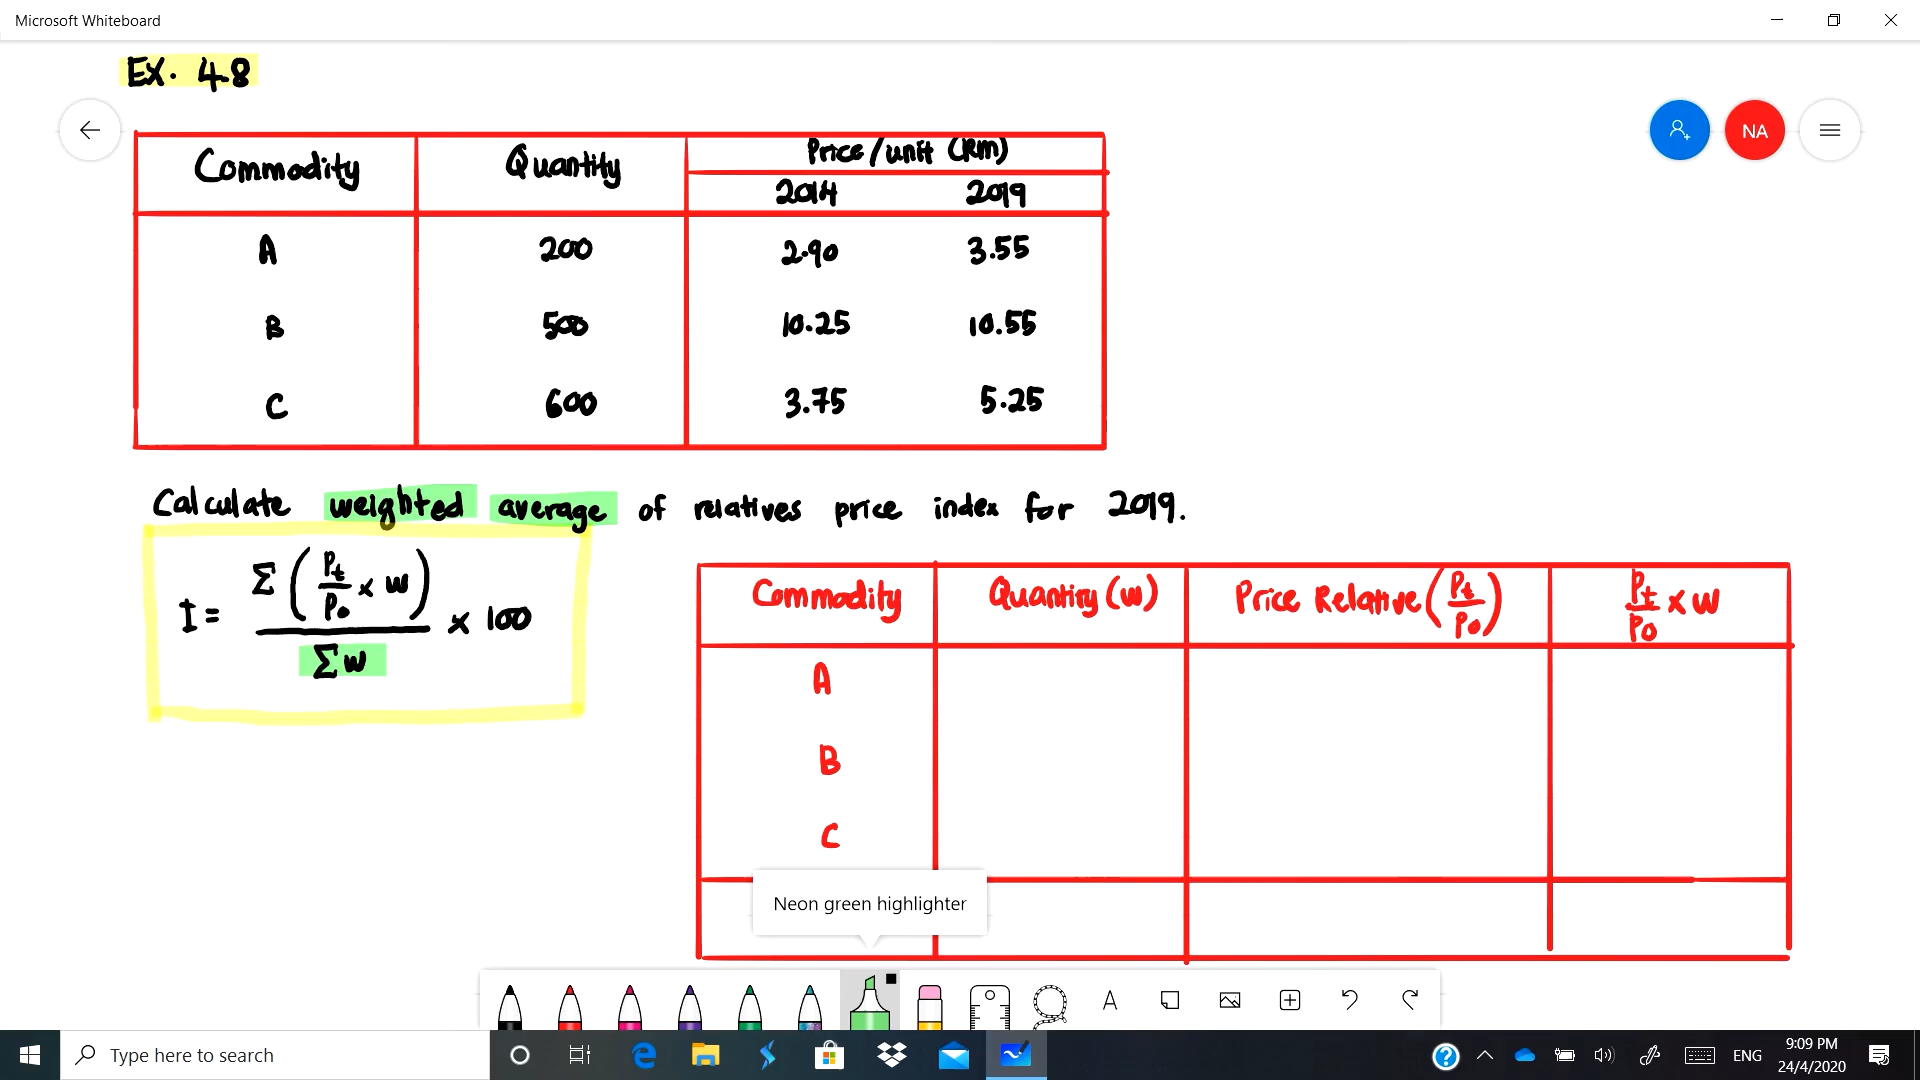 Microsoft Whiteboard
Ex. 4.8
Commodity Quantity Price/unit (RM)
2014 2019
A 200 2.90 3.55
B 500 10.25 10.55
C 600 3.75 5.25
Calculate weighted average of relatives price index for 2019.
I = Σ (Pt/Po × w) / Σw × 100
Commodity Quantity (w) Price Relative (Pt/Po) Pt/Po × w
A
B
C
NA
Neon green highlighter
A
Type here to search
ENG
9:09 PM
24/4/2020